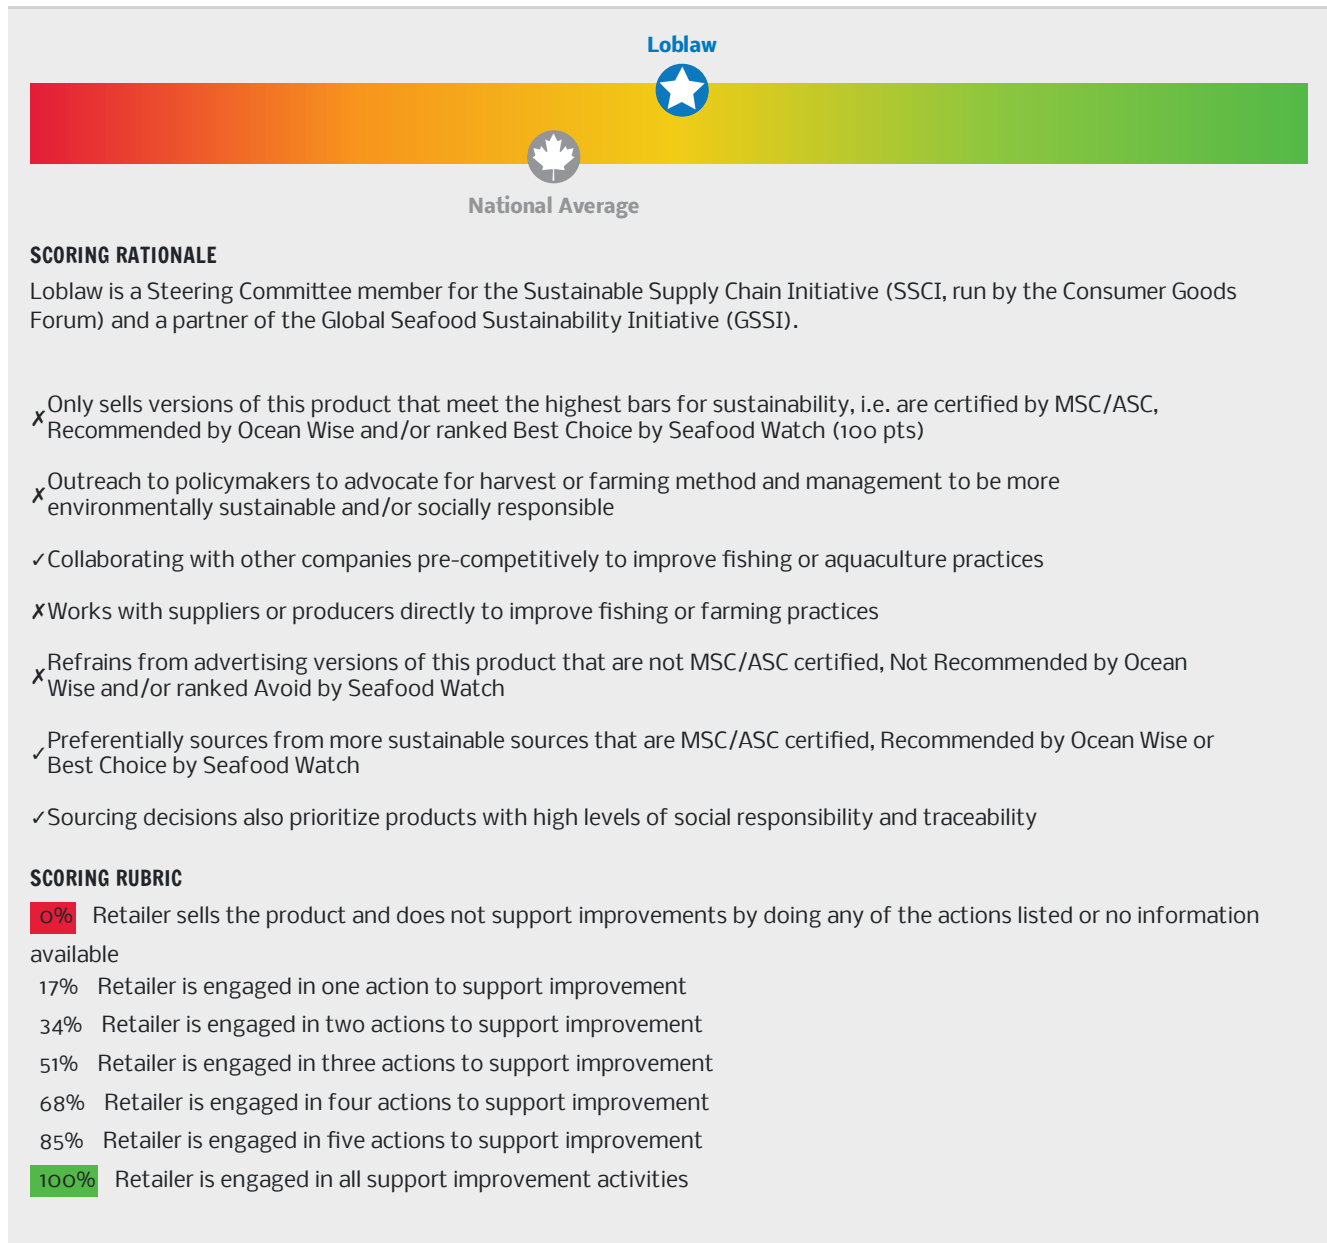 Loblaw
National Average
SCORING RATIONALE
Loblaw is a Steering Committee member for the Sustainable Supply Chain Initiative (SSCI, run by the Consumer Goods
Forum) and a partner of the Global Seafood Sustainability Initiative (GSSI).
✗Only sells versions of this product that meet the highest bars for sustainability, i.e. are certified by MSC/ASC,
Recommended by Ocean Wise and/or ranked Best Choice by Seafood Watch (100 pts)
✗Outreach to policymakers to advocate for harvest or farming method and management to be more
environmentally sustainable and/or socially responsible
✓Collaborating with other companies pre-competitively to improve fishing or aquaculture practices
✗Works with suppliers or producers directly to improve fishing or farming practices
✗Refrains from advertising versions of this product that are not MSC/ASC certified, Not Recommended by Ocean
Wise and/or ranked Avoid by Seafood Watch
✓Preferentially sources from more sustainable sources that are MSC/ASC certified, Recommended by Ocean Wise or
Best Choice by Seafood Watch
✓Sourcing decisions also prioritize products with high levels of social responsibility and traceability
SCORING RUBRIC
0% Retailer sells the product and does not support improvements by doing any of the actions listed or no information
available
17% Retailer is engaged in one action to support improvement
34% Retailer is engaged in two actions to support improvement
51% Retailer is engaged in three actions to support improvement
68% Retailer is engaged in four actions to support improvement
85% Retailer is engaged in five actions to support improvement
100% Retailer is engaged in all support improvement activities